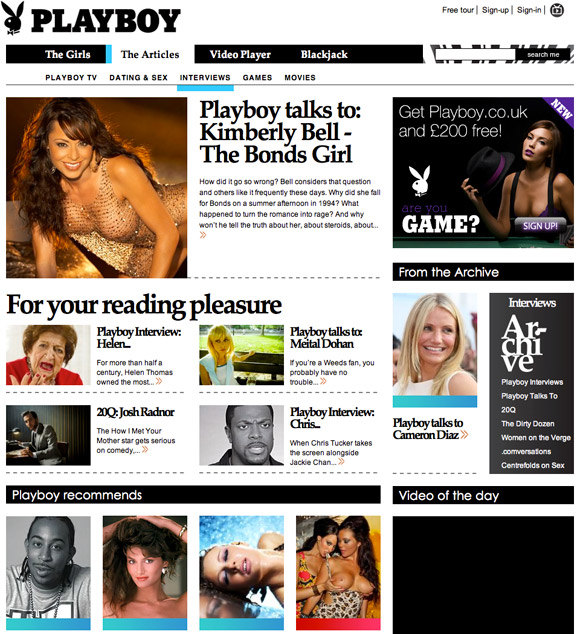 PLAYBOY
Free tour | Sign-up | Sign-in |
The Girls
The Articles
Video Player
Blackjack
search me
PLAYBOY TV
DATING & SEX
INTERVIEWS
GAMES
MOVIES
Playboy talks to:
Kimberly Bell -
The Bonds Girl
How did it go so wrong? Bell considers that question
and others like it frequently these days. Why did she fall
for Bonds on a summer afternoon in 1994? What
happened to turn the romance into rage? And why
won't he tell the truth about her, about steroids, about...
»
Get Playboy.co.uk
and £200 free!
NEW
are you
GAME?
SIGN UP!
From the Archive
For your reading pleasure
Playboy Interview:
Helen...
For more than half a
century, Helen Thomas
owned the most... »
Playboy talks to:
Meital Dohan
If you're a Weeds fan, you
probably have no
trouble... »
20Q: Josh Radnor
The How I Met Your
Mother star gets serious
on comedy,... »
Playboy Interview:
Chris...
When Chris Tucker takes
the screen alongside
Jackie Chan... »
Playboy talks to
Cameron Diaz »
Interviews
Ar-
chi
ve
Playboy Interviews
Playboy Talks To
20Q
The Dirty Dozen
Women on the Verge
.comversations
Centrefolds on Sex
Playboy recommends
Video of the day